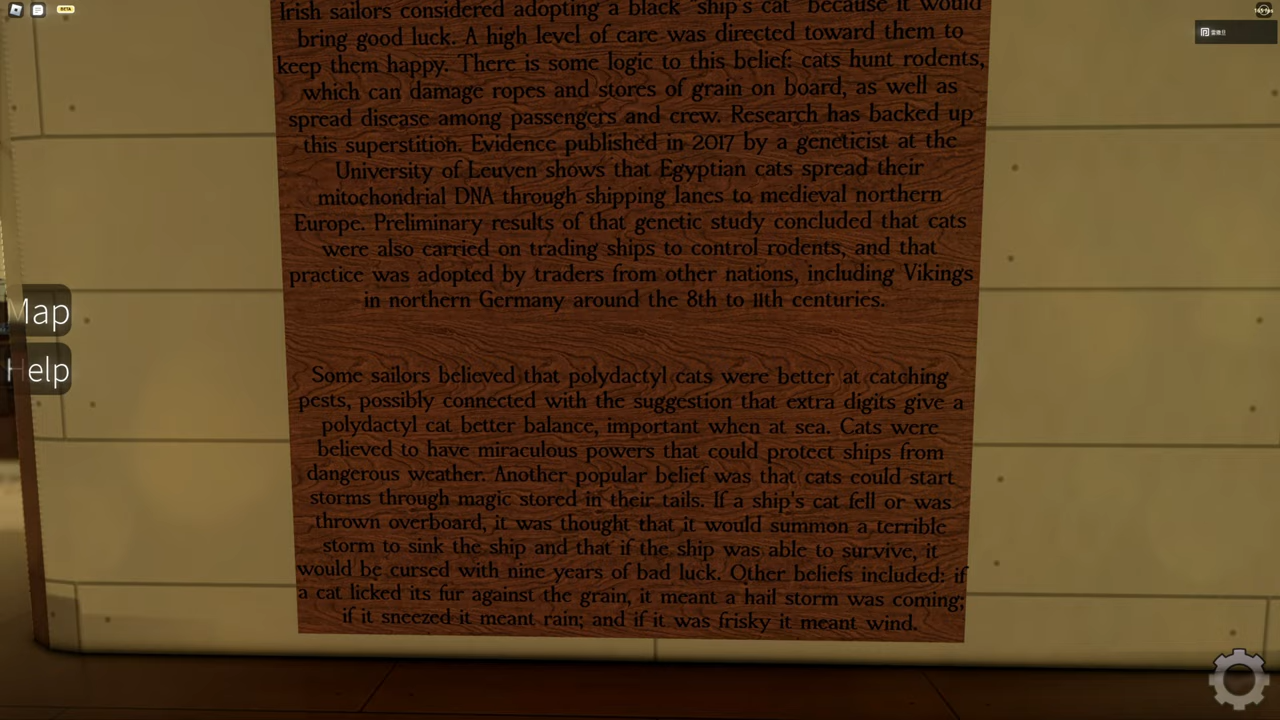 BETA
Irish sailors considered adopting a black "ship's cat" because it would
bring good luck. A high level of care was directed toward them to
keep them happy. There is some logic to this belief: cats hunt rodents,
which can damage ropes and stores of grain on board, as well as
spread disease among passengers and crew. Research has backed up
this superstition. Evidence published in 2017 by a geneticist at the
University of Leuven shows that Egyptian cats spread their
mitochondrial DNA through shipping lanes to medieval northern
Europe. Preliminary results of that genetic study concluded that cats
were also carried on trading ships to control rodents, and that
practice was adopted by traders from other nations, including Vikings
in northern Germany around the 8th to 11th centuries.
Some sailors believed that polydactyl cats were better at catching
pests, possibly connected with the suggestion that extra digits give a
polydactyl cat better balance, important when at sea. Cats were
believed to have miraculous powers that could protect ships from
dangerous weather. Another popular belief was that cats could start
storms through magic stored in their tails. If a ship's cat fell or was
thrown overboard, it was thought that it would summon a terrible
storm to sink the ship and that if the ship was able to survive, it
would be cursed with nine years of bad luck. Other beliefs included: if
a cat licked its fur against the grain, it meant a hail storm was coming;
if it sneezed it meant rain; and if it was frisky it meant wind.
Map
Help